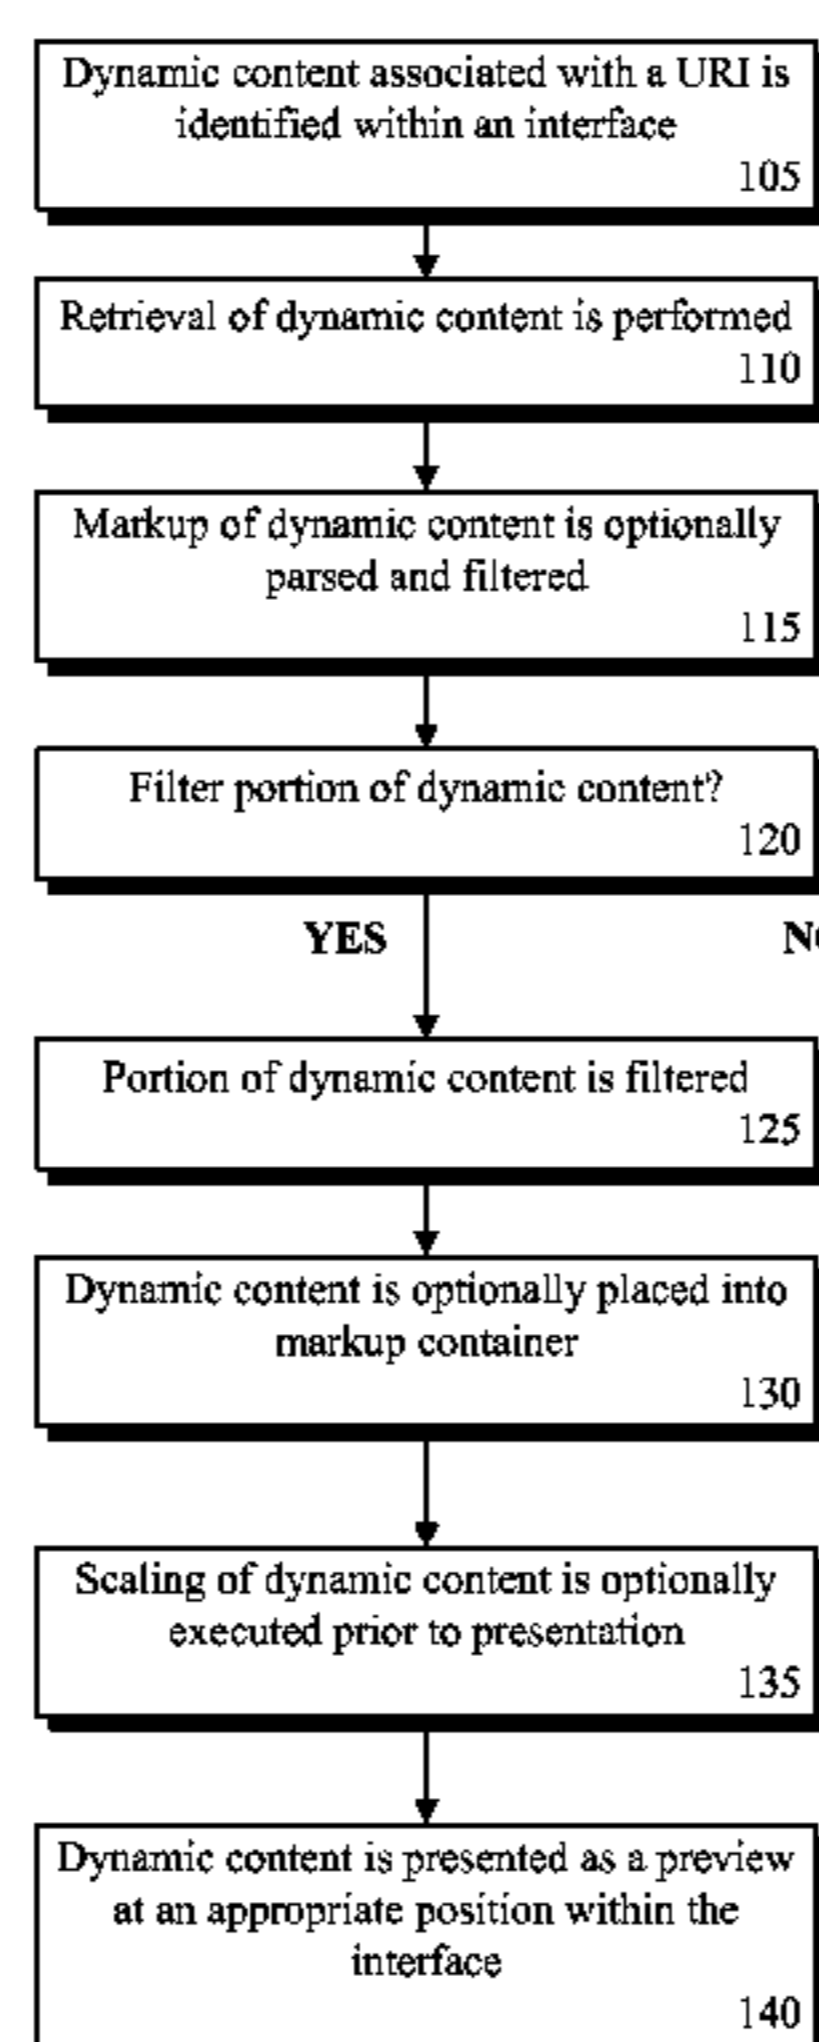 Dynamic content associated with a URI is
identified within an interface
105
Retrieval of dynamic content is performed
110
Markup of dynamic content is optionally
parsed and filtered
115
Filter portion of dynamic content?
120
YES
Portion of dynamic content is filtered
125
Dynamic content is optionally placed into
markup container
130
Scaling of dynamic content is optionally
executed prior to presentation
135
Dynamic content is presented as a preview
at an appropriate position within the
interface
140